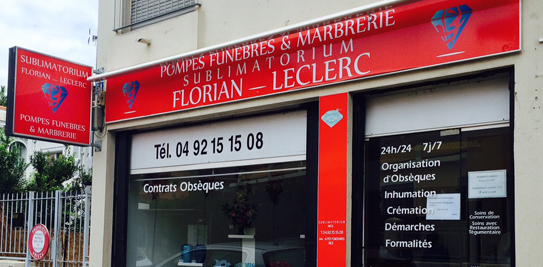 SUBLIMATORIUM
FLORIAN — LECLERC
POMPES FUNEBRES
& MARBRERIE
POMPES FUNEBRES & MARBRERIE
SUBLIMATORIUM
FLORIAN — LECLERC
Tél. 04 92 15 15 08
Contrats Obsèques
SUBLIMATORIUM
24h/24 7j/7
Organisation
d'Obsèques
Inhumation
Crémation
Démarches
Formalités
Soins de
Conservation
Soins avec
Restauration
Tégumentaire